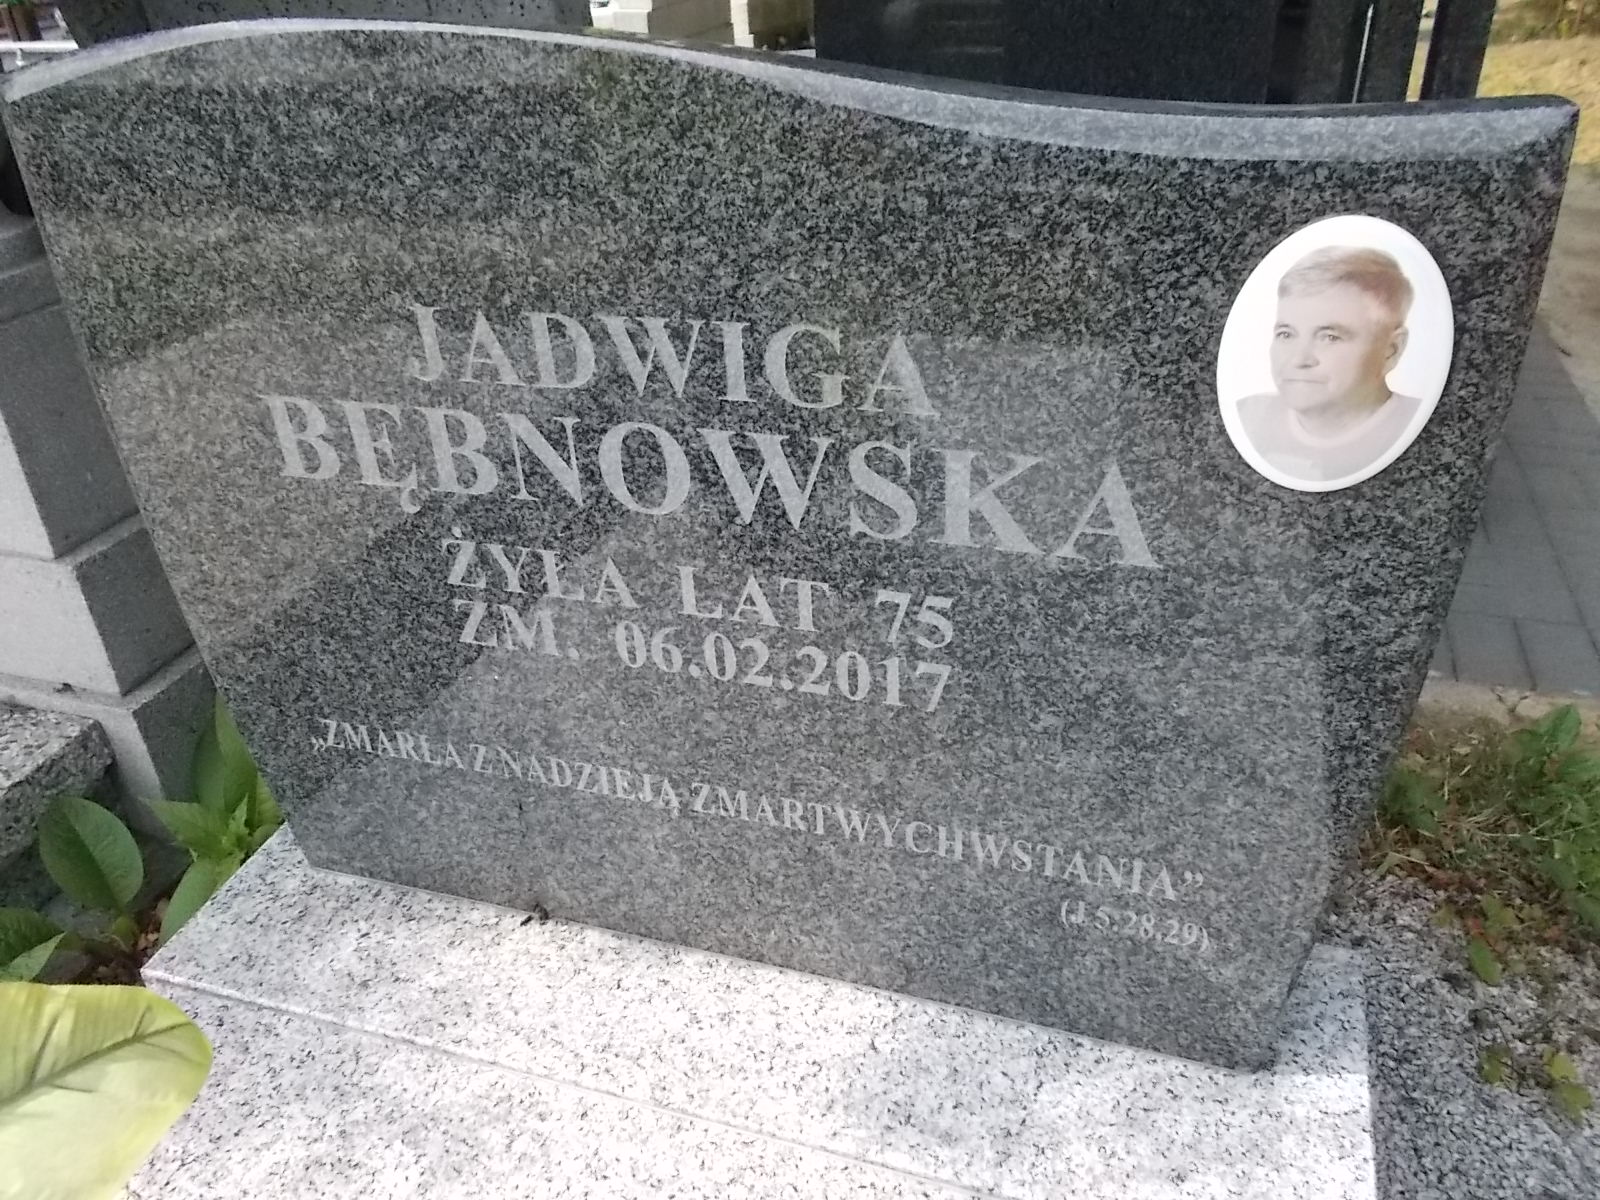 JADWIGA
BĘBNOWSKA
ŻYŁA LAT 75
ZM. 06.02.2017
„ZMARŁA Z NADZIEJĄ ZMARTWYCHWSTANIA”
(J 5.28.29)